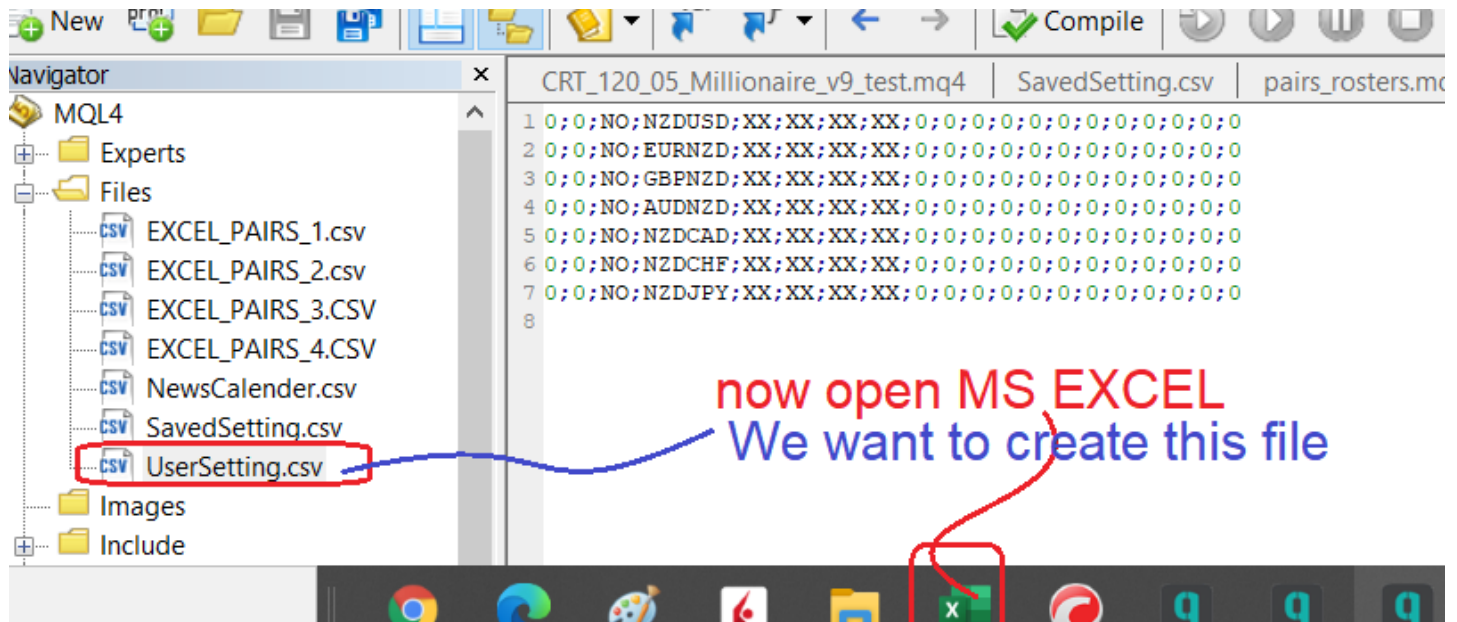 New
Compile
Navigator
×
CRT_120_05_Millionaire_v9_test.mq4
SavedSetting.csv
MQL4
Experts
Files
EXCEL_PAIRS_1.csv
EXCEL_PAIRS_2.csv
EXCEL_PAIRS_3.CSV
EXCEL_PAIRS_4.CSV
NewsCalender.csv
SavedSetting.csv
UserSetting.csv
Images
Include
1 0;0;NO;NZDUSD;XX;XX;XX;XX;0;0;0;0;0;0;0;0;0;0;0;0
2 0;0;NO;EURNZD;XX;XX;XX;XX;0;0;0;0;0;0;0;0;0;0;0;0
3 0;0;NO;GBPNZD;XX;XX;XX;XX;0;0;0;0;0;0;0;0;0;0;0;0
4 0;0;NO;AUDNZD;XX;XX;XX;XX;0;0;0;0;0;0;0;0;0;0;0;0
5 0;0;NO;NZDCAD;XX;XX;XX;XX;0;0;0;0;0;0;0;0;0;0;0;0
6 0;0;NO;NZDCHF;XX;XX;XX;XX;0;0;0;0;0;0;0;0;0;0;0;0
7 0;0;NO;NZDJPY;XX;XX;XX;XX;0;0;0;0;0;0;0;0;0;0;0;0
8
now open MS EXCEL
We want to create this file